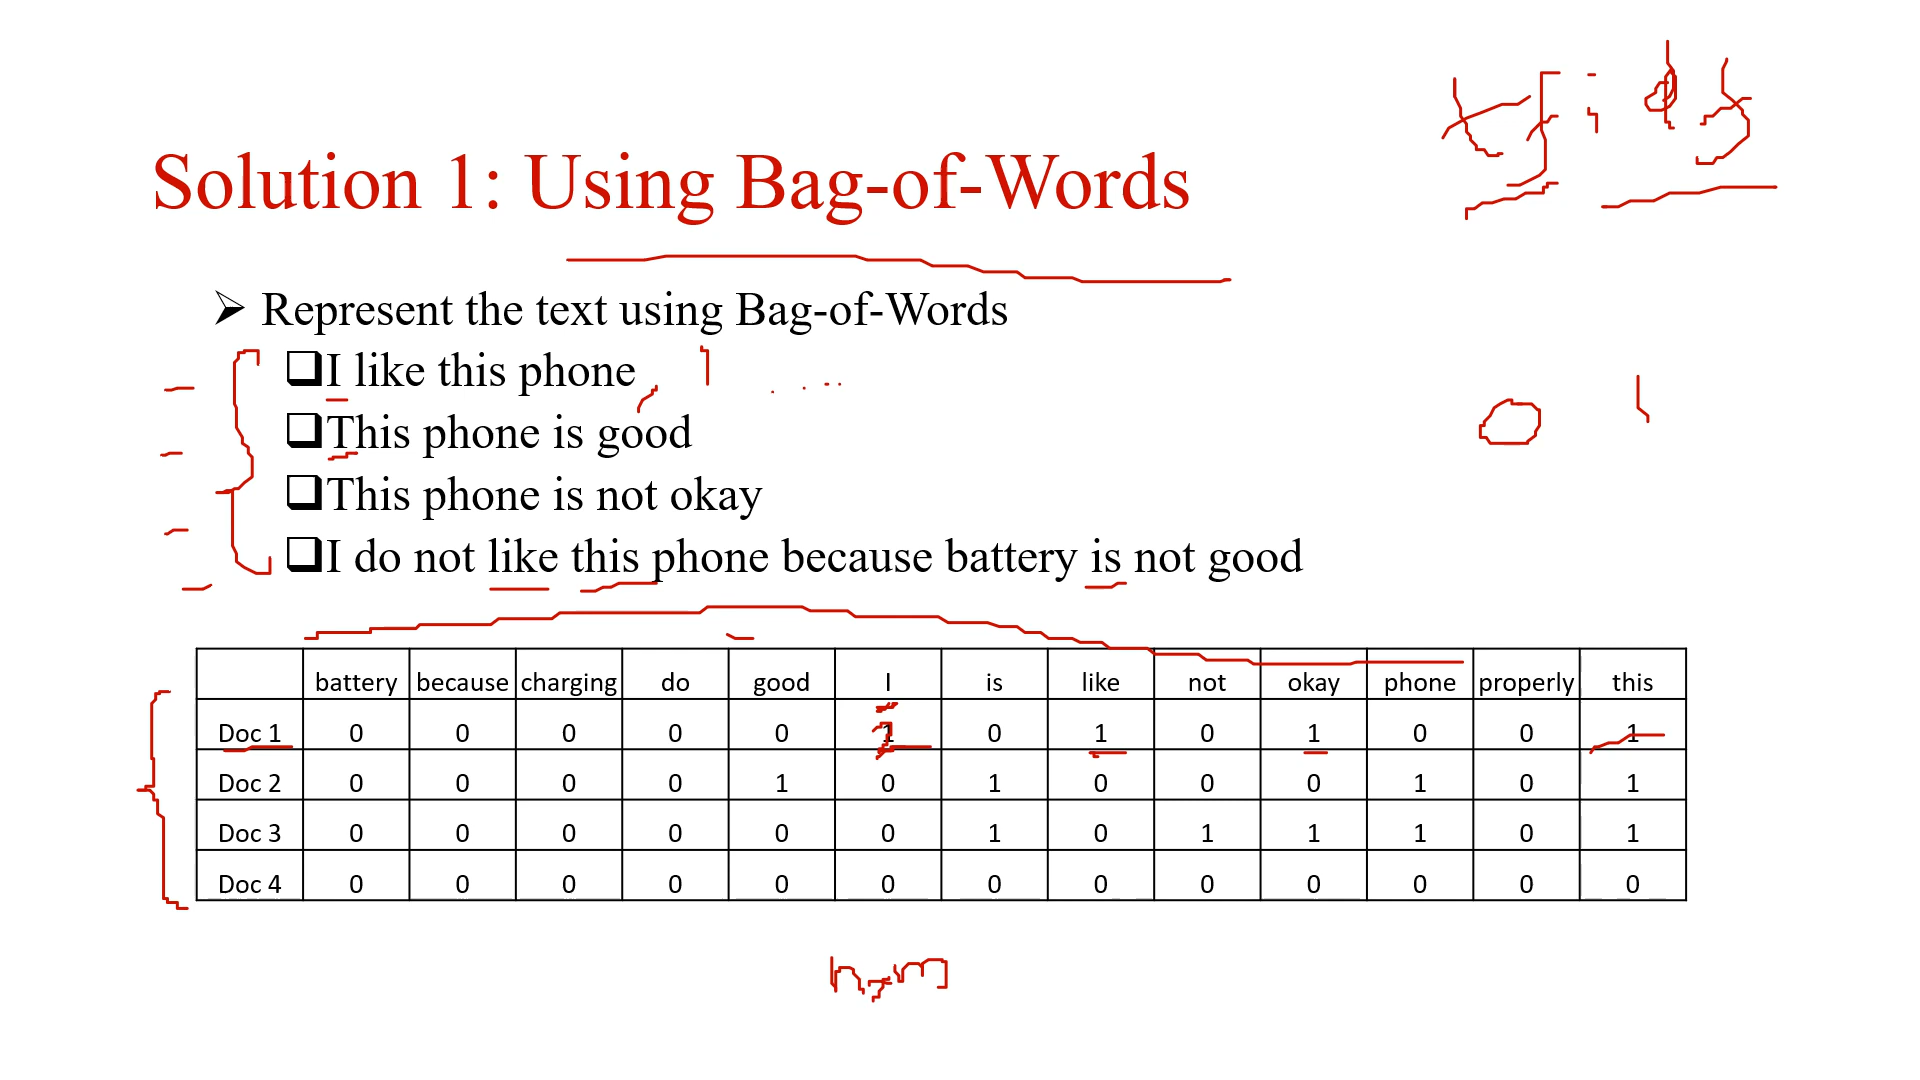 Solution 1: Using Bag-of-Words
Represent the text using Bag-of-Words
I like this phone
This phone is good
This phone is not okay
I do not like this phone because battery is not good
battery because charging do good I is like not okay phone properly this
Doc 1 0 0 0 0 0 1 0 1 0 1 0 0 1
Doc 2 0 0 0 0 1 0 1 0 0 0 1 0 1
Doc 3 0 0 0 0 0 0 1 0 1 1 1 0 1
Doc 4 0 0 0 0 0 0 0 0 0 0 0 0 0